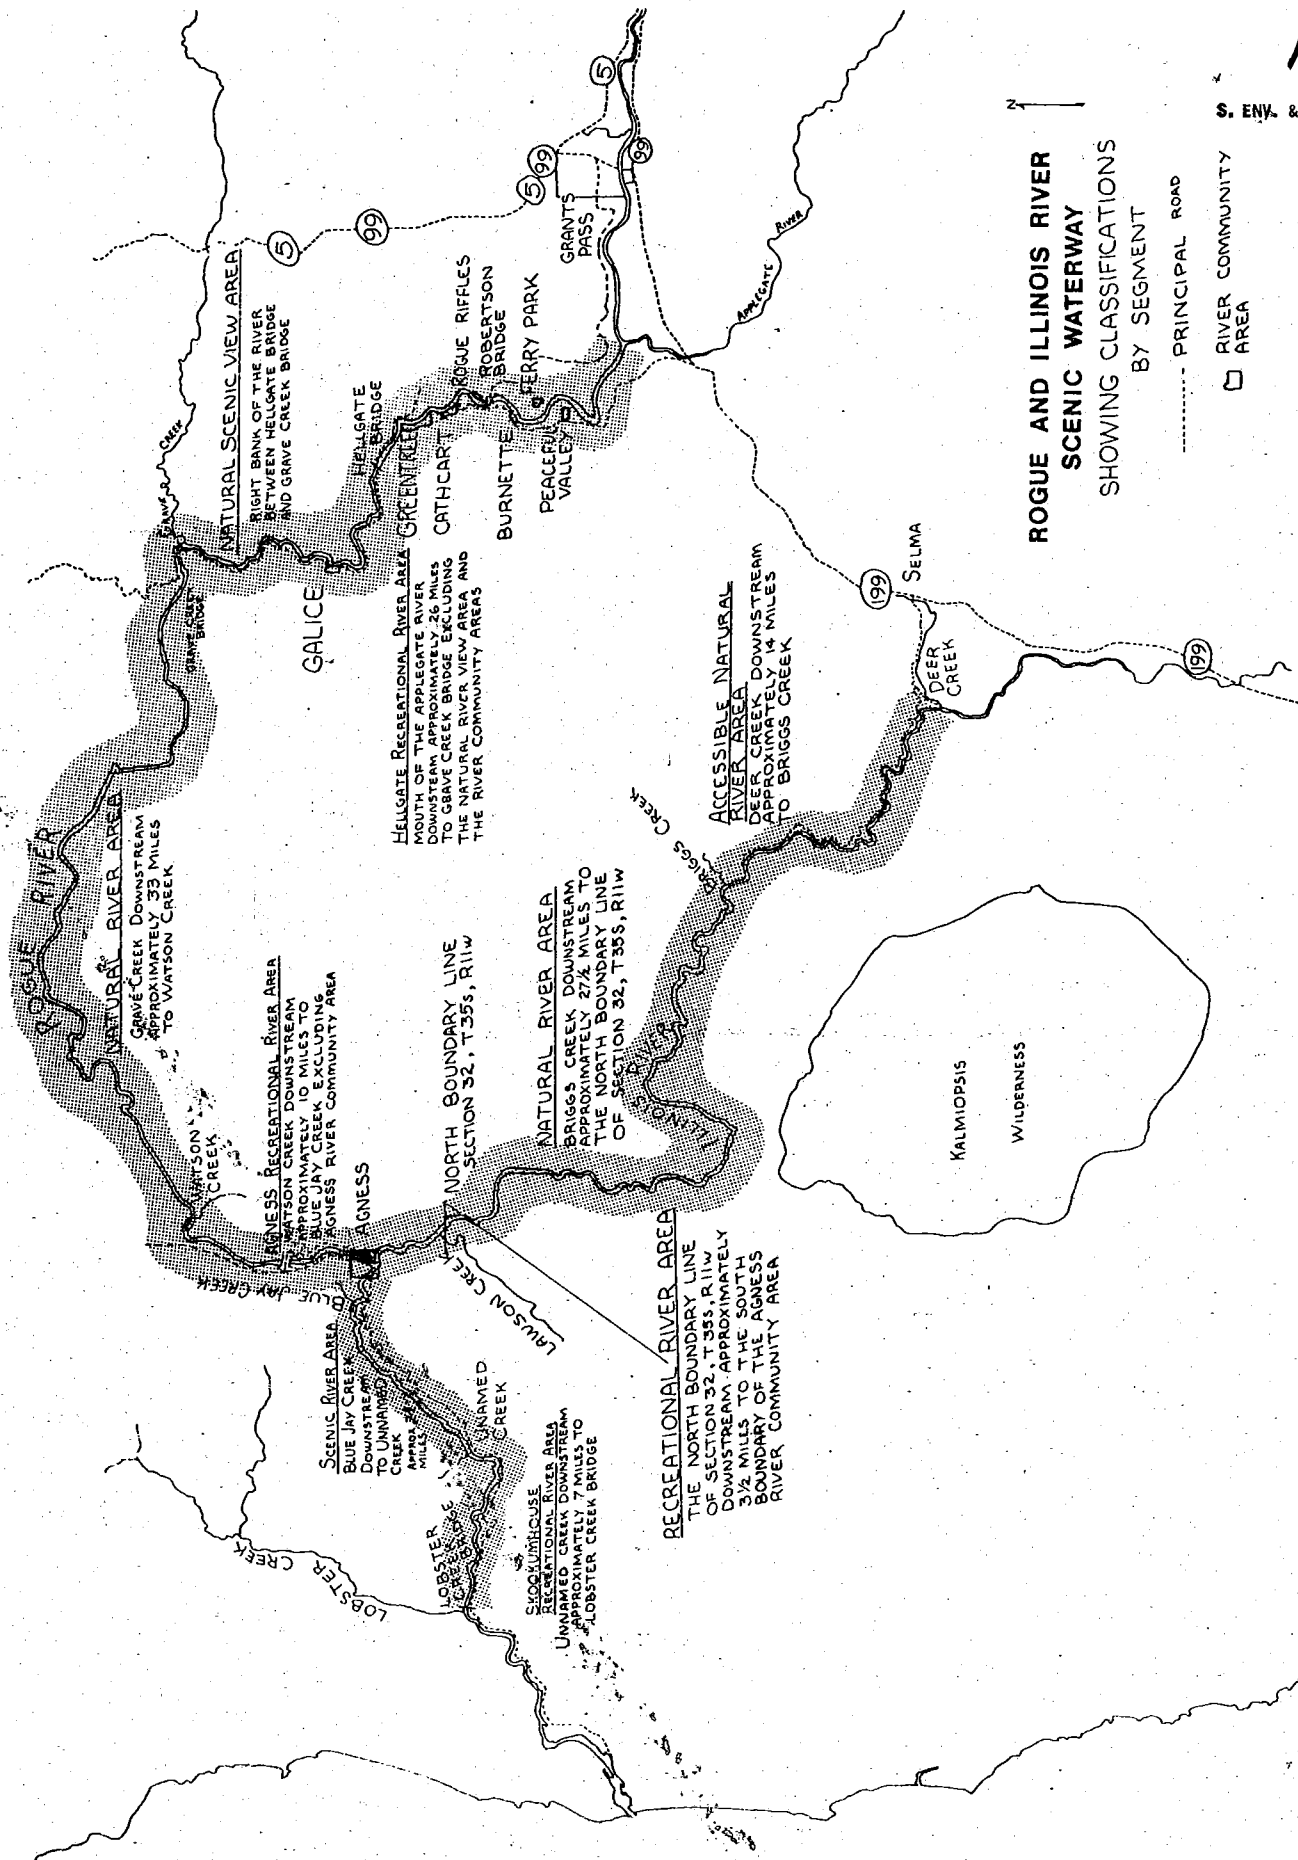 S. ENV. &
ROGUE AND ILLINOIS RIVER
SCENIC WATERWAY
SHOWING CLASSIFICATIONS
BY SEGMENT
PRINCIPAL ROAD
RIVER COMMUNITY
AREA
N
ROGUE RIVER
NATURAL RIVER AREA
GRAVE CREEK DOWNSTREAM
APPROXIMATELY 33 MILES
TO WATSON CREEK
WATSON
CREEK
AGNESS RECREATIONAL RIVER AREA
WATSON CREEK DOWNSTREAM
APPROXIMATELY 10 MILES TO
BLUE JAY CREEK EXCLUDING
AGNESS RIVER COMMUNITY AREA
BLUE JAY CREEK
AGNESS
SCENIC RIVER AREA
BLUE JAY CREEK
DOWNSTREAM
TO UNNAMED
CREEK
APPROX.
MILES
LOBSTER CREEK
LOBSTER
CREEK BRIDGE
UNAMED
CREEK
SKOOKUMHOUSE
RECREATIONAL RIVER AREA
UNNAMED CREEK DOWNSTREAM
APPROXIMATELY 7 MILES TO
LOBSTER CREEK BRIDGE
LAWSON CREEK
NORTH BOUNDARY LINE
SECTION 32, T35S, R11W
RECREATIONAL RIVER AREA
THE NORTH BOUNDARY LINE
OF SECTION 32, T35S, R11W
DOWNSTREAM APPROXIMATELY
3½ MILES TO THE SOUTH
BOUNDARY OF THE AGNESS
RIVER COMMUNITY AREA
NATURAL RIVER AREA
BRIGGS CREEK DOWNSTREAM
APPROXIMATELY 27½ MILES TO
THE NORTH BOUNDARY LINE
OF SECTION 32, T35S, R11W
ILLINOIS RIVER
BRIGGS CREEK
ACCESSIBLE NATURAL
RIVER AREA
DEER CREEK DOWNSTREAM
APPROXIMATELY 14 MILES
TO BRIGGS CREEK
DEER
CREEK
SELMA
199
199
KALMIOPSIS
WILDERNESS
GRAVE CREEK
GRAVE CREEK
BRIDGE
NATURAL SCENIC VIEW AREA
RIGHT BANK OF THE RIVER
BETWEEN HELLGATE BRIDGE
AND GRAVE CREEK BRIDGE
GALICE
HELLGATE
BRIDGE
HELLGATE RECREATIONAL RIVER AREA
MOUTH OF THE APPLEGATE RIVER
DOWNSTEAM APPROXIMATELY 26 MILES
TO GRAVE CREEK BRIDGE EXCLUDING
THE NATURAL RIVER VIEW AREA AND
THE RIVER COMMUNITY AREAS
GREENTREE
CATHCART
ROGUE RIFFLES
ROBERTSON
BRIDGE
BURNETTE
FERRY PARK
PEACEFUL
VALLEY
GRANTS
PASS
APPLEGATE RIVER
5
99
5
99
5
99